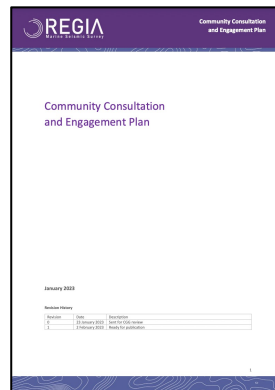 REGIA
Marine Seismic Survey
Community Consultation
and Engagement Plan
Community Consultation
and Engagement Plan
January 2023
Revision History
Revision Date Description
0 23 January 2023 Sent for CGG review
1 2 February 2023 Ready for publication
1